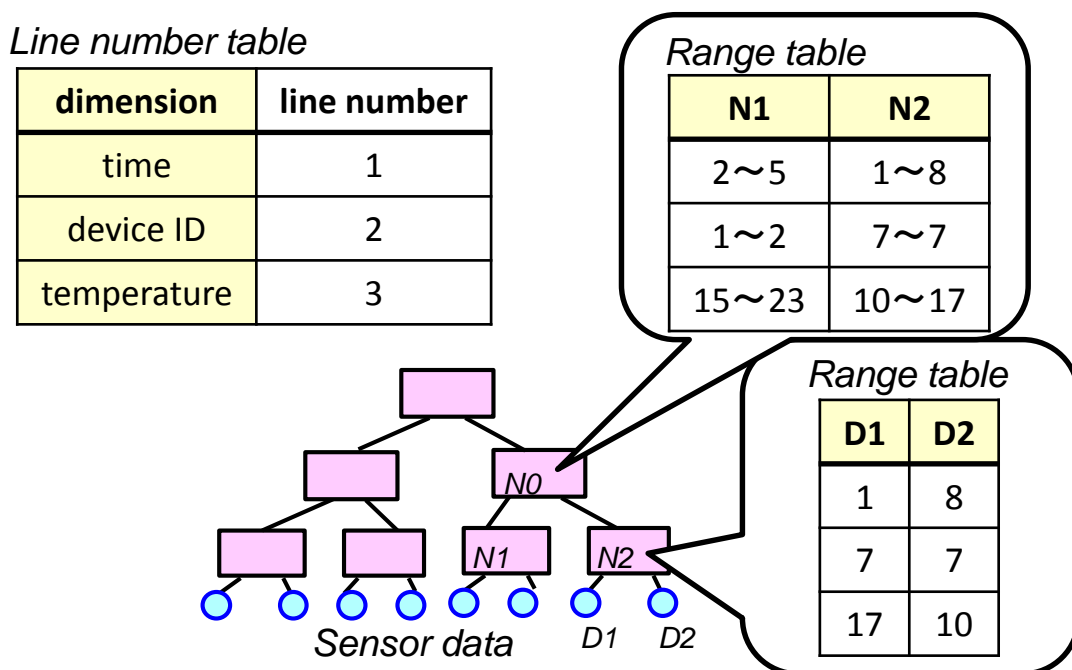 Line number table
dimension line number
time 1
device ID 2
temperature 3
Range table
N1 N2
2～5 1～8
1～2 7～7
15～23 10～17
Range table
D1 D2
1 8
7 7
17 10
N0
N1 N2
Sensor data D1 D2